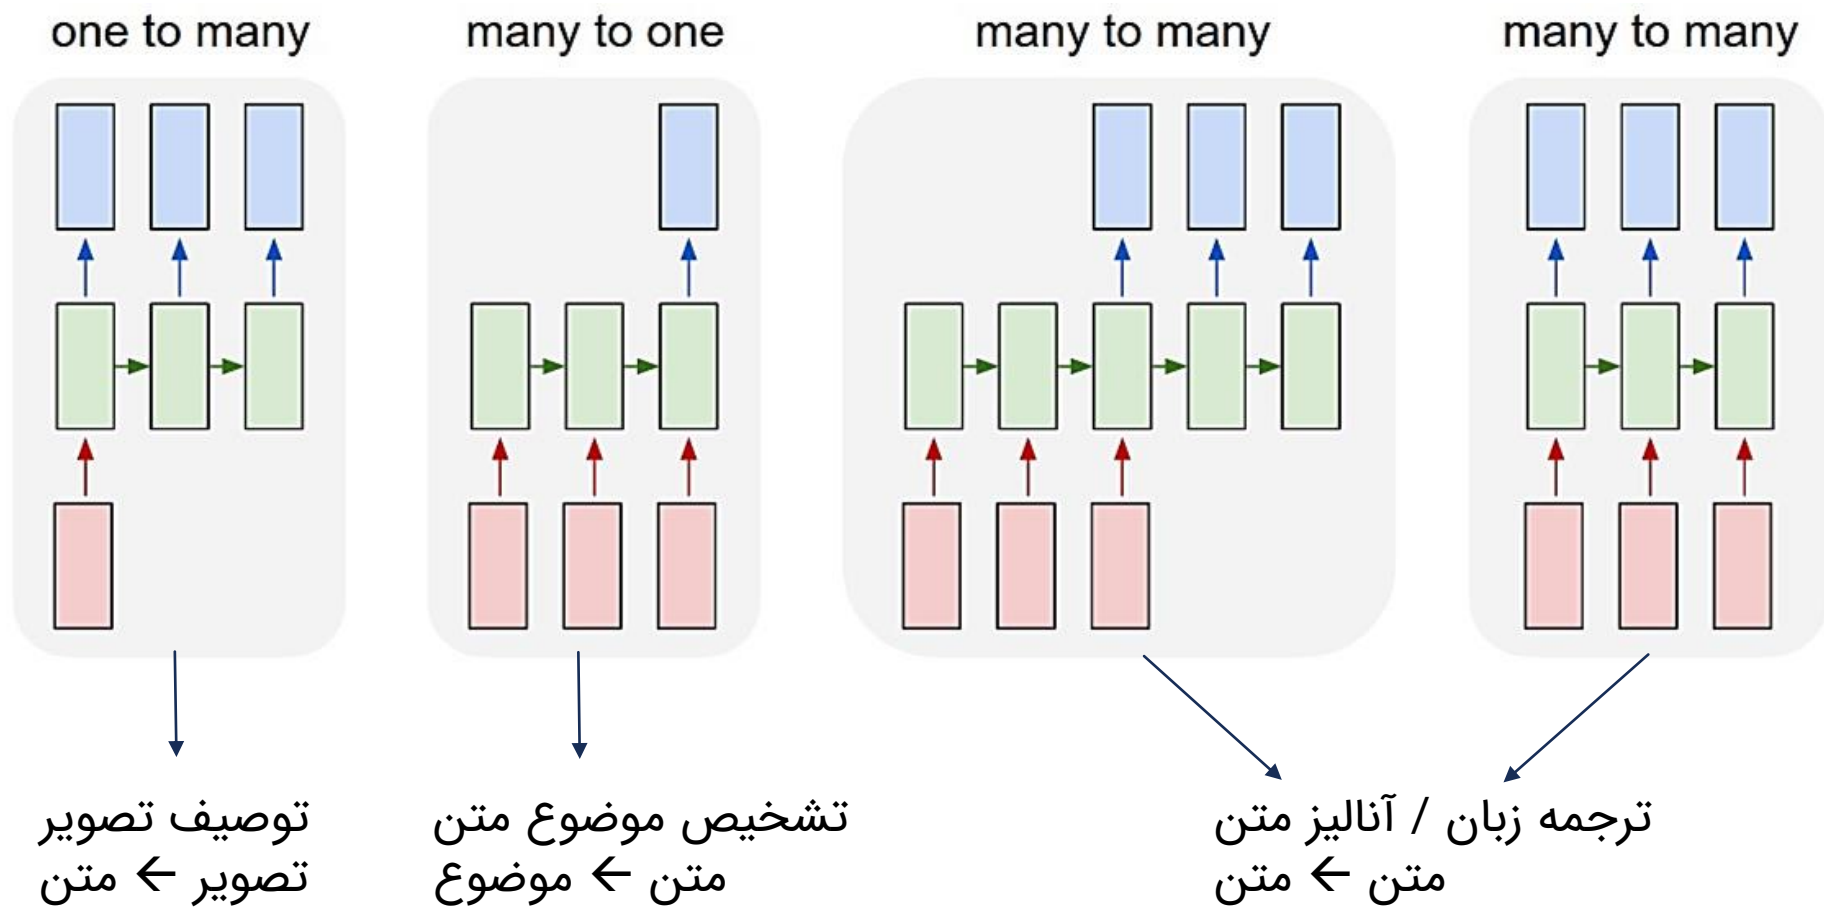 one to many
many to one
many to many
many to many
توصیف تصویر
تصویر ← متن
تشخیص موضوع متن
متن ← موضوع
ترجمه زبان / آنالیز متن
متن ← متن